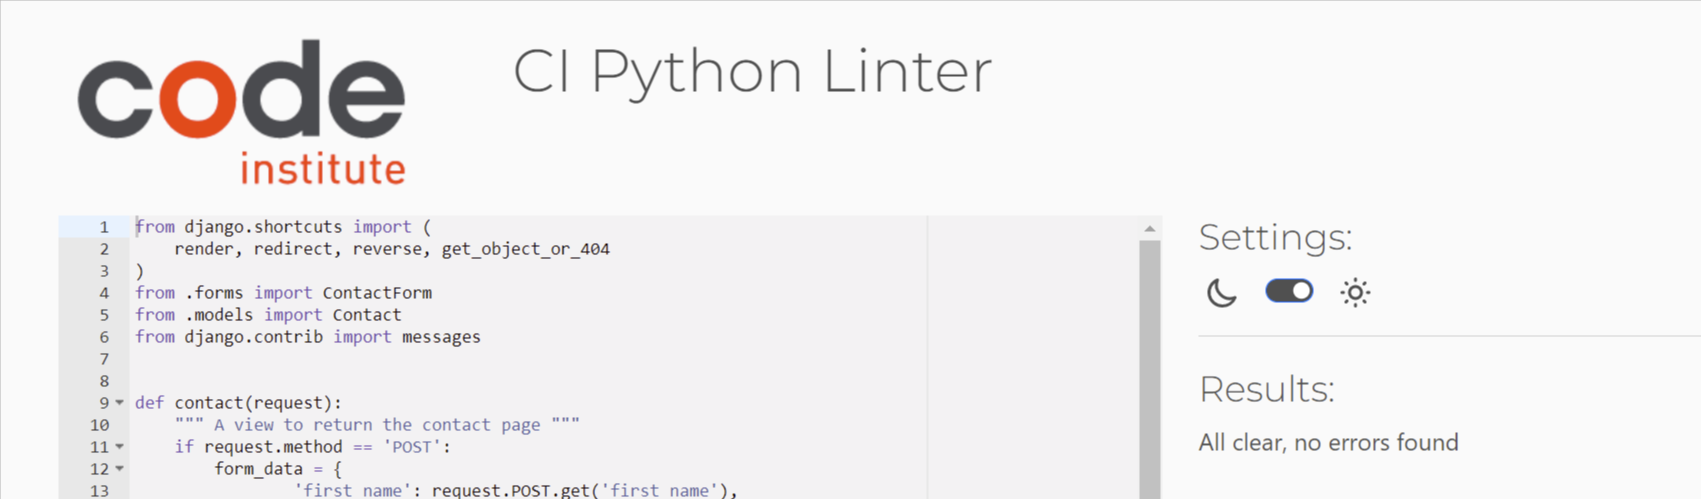 code
institute
CI Python Linter
1 from django.shortcuts import (
2 render, redirect, reverse, get_object_or_404
3 )
4 from .forms import ContactForm
5 from .models import Contact
6 from django.contrib import messages
7
8
9 def contact(request):
10 """ A view to return the contact page """
11 if request.method == 'POST':
12 form_data = {
13 'first_name': request.POST.get('first_name'),
Settings:
Results:
All clear, no errors found